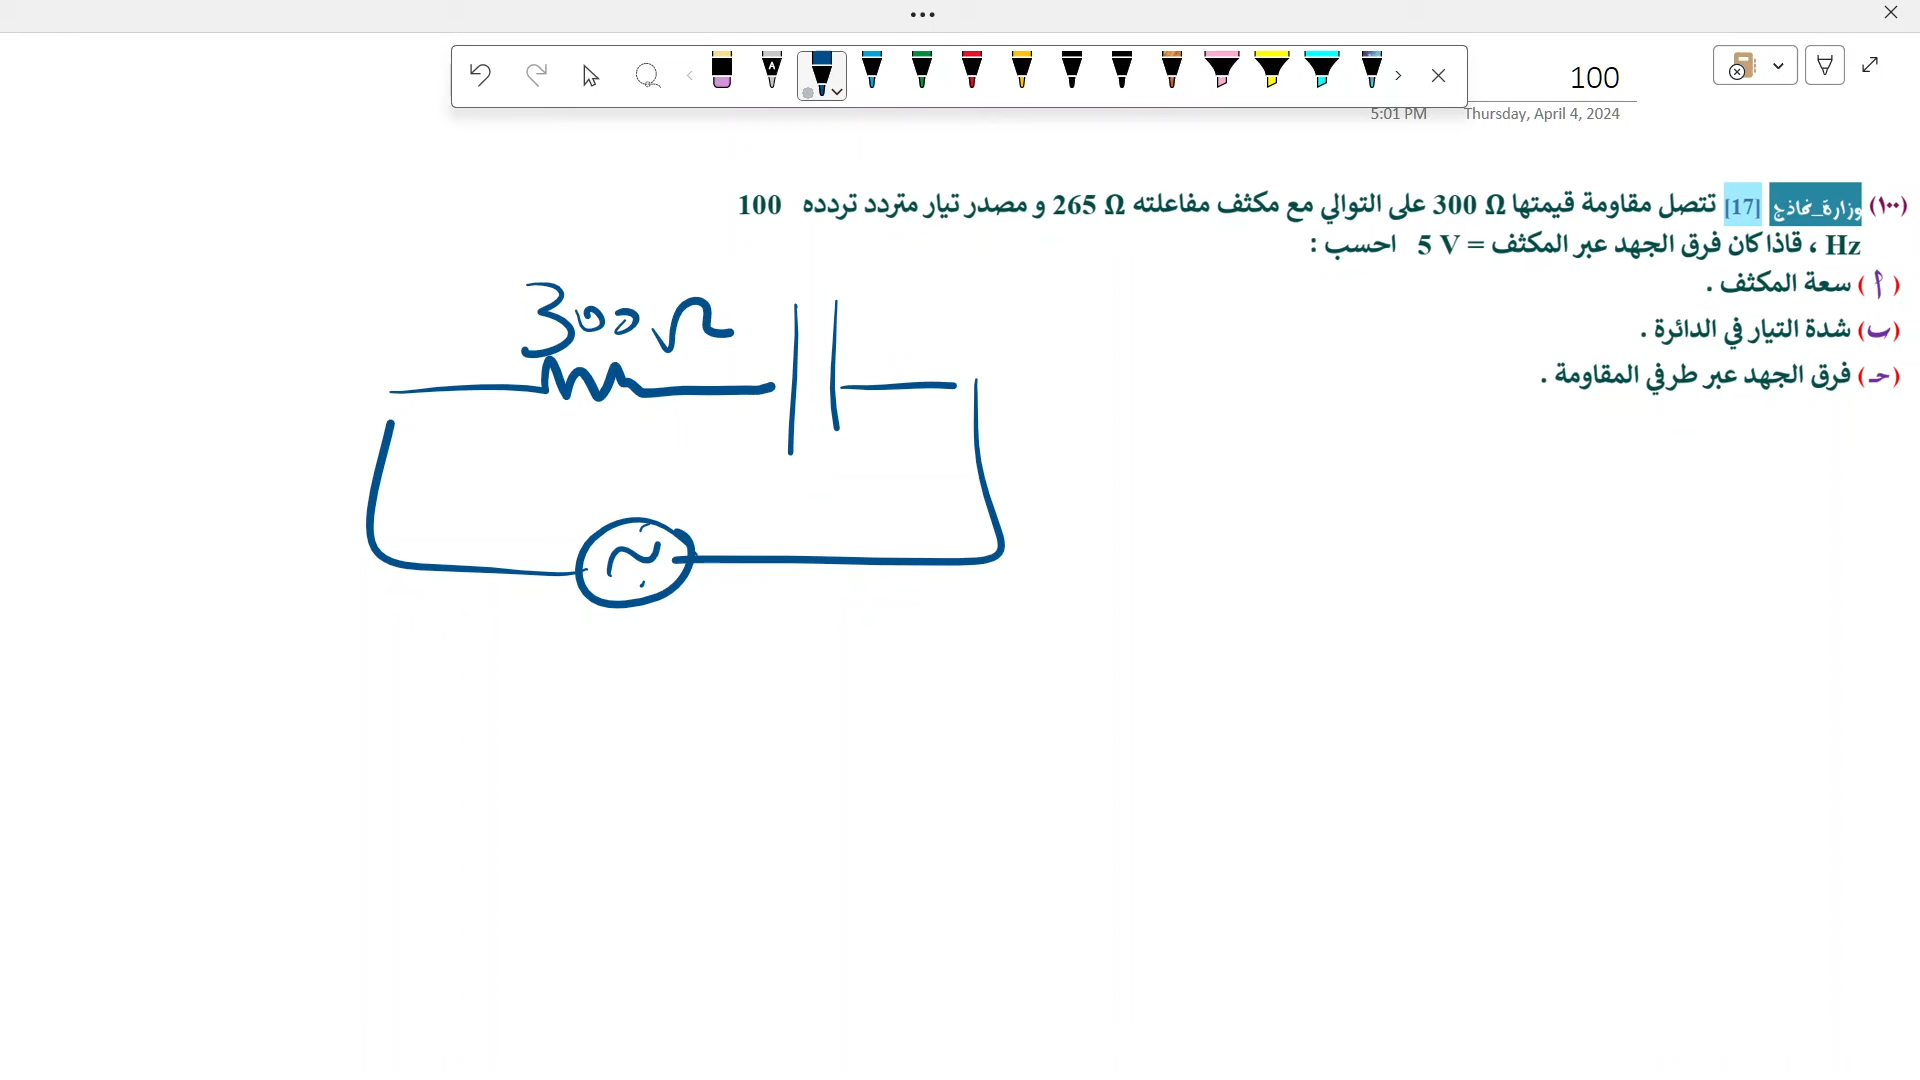 100
5:01 PM Thursday, April 4, 2024
(١٠٠) وزارة_نماذج [17] تتصل مقاومة قيمتها 300 Ω على التوالي مع مكثف مفاعلته 265 Ω و مصدر تيار متردد تردده 100
Hz ، قاذا كان فرق الجهد عبر المكثف = 5 V احسب :
(أ) سعة المكثف .
(ب) شدة التيار في الدائرة .
(حـ) فرق الجهد عبر طرفي المقاومة .
300 Ω